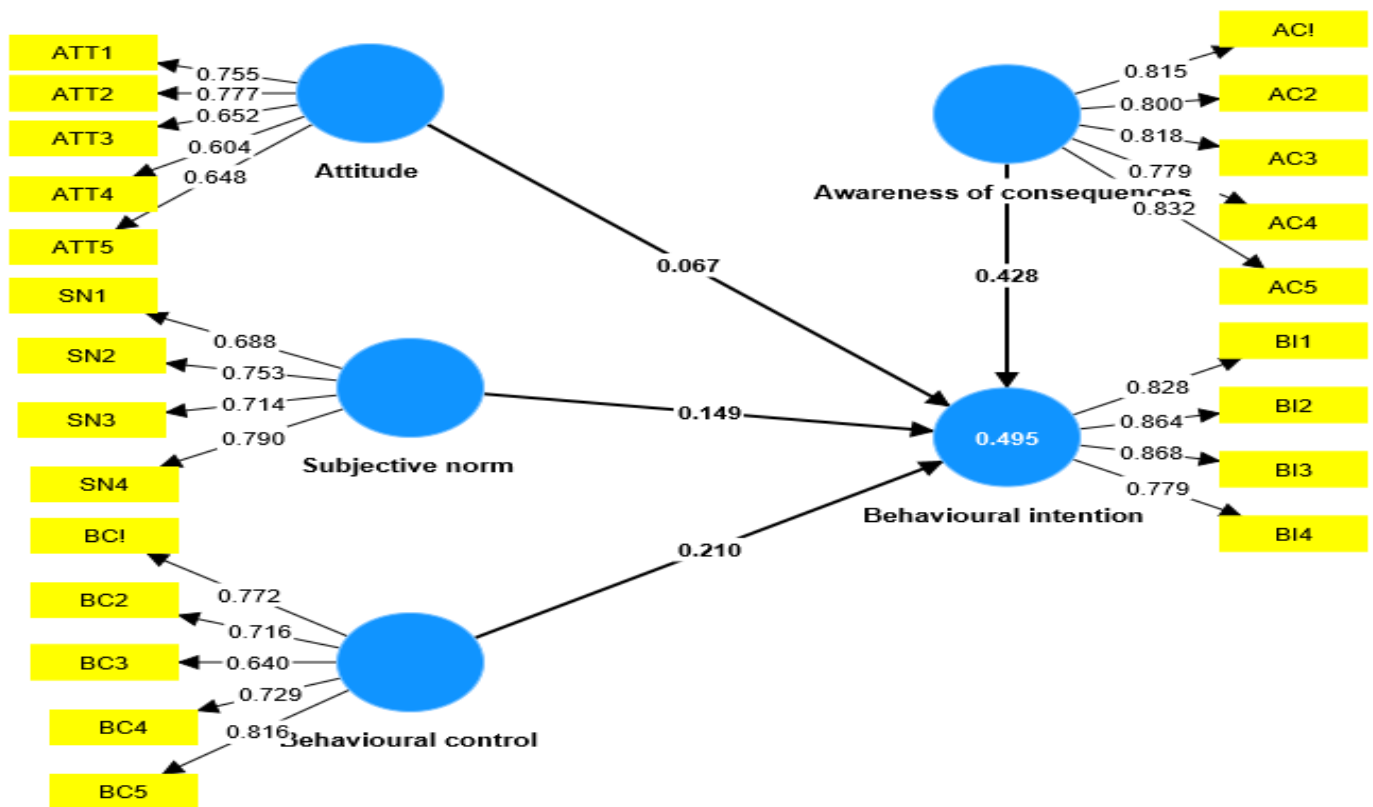 ATT1
ATT2
ATT3
ATT4
ATT5
0.755
0.777
0.652
0.604
0.648
Attitude
SN1
SN2
SN3
SN4
0.688
0.753
0.714
0.790
Subjective norm
BC!
BC2
BC3
BC4
BC5
0.772
0.716
0.640
0.729
0.816
Behavioural control
0.067
0.149
0.210
0.428
Awareness of consequences
0.815
0.800
0.818
0.779
0.832
AC!
AC2
AC3
AC4
AC5
0.495
Behavioural intention
0.828
0.864
0.868
0.779
BI1
BI2
BI3
BI4